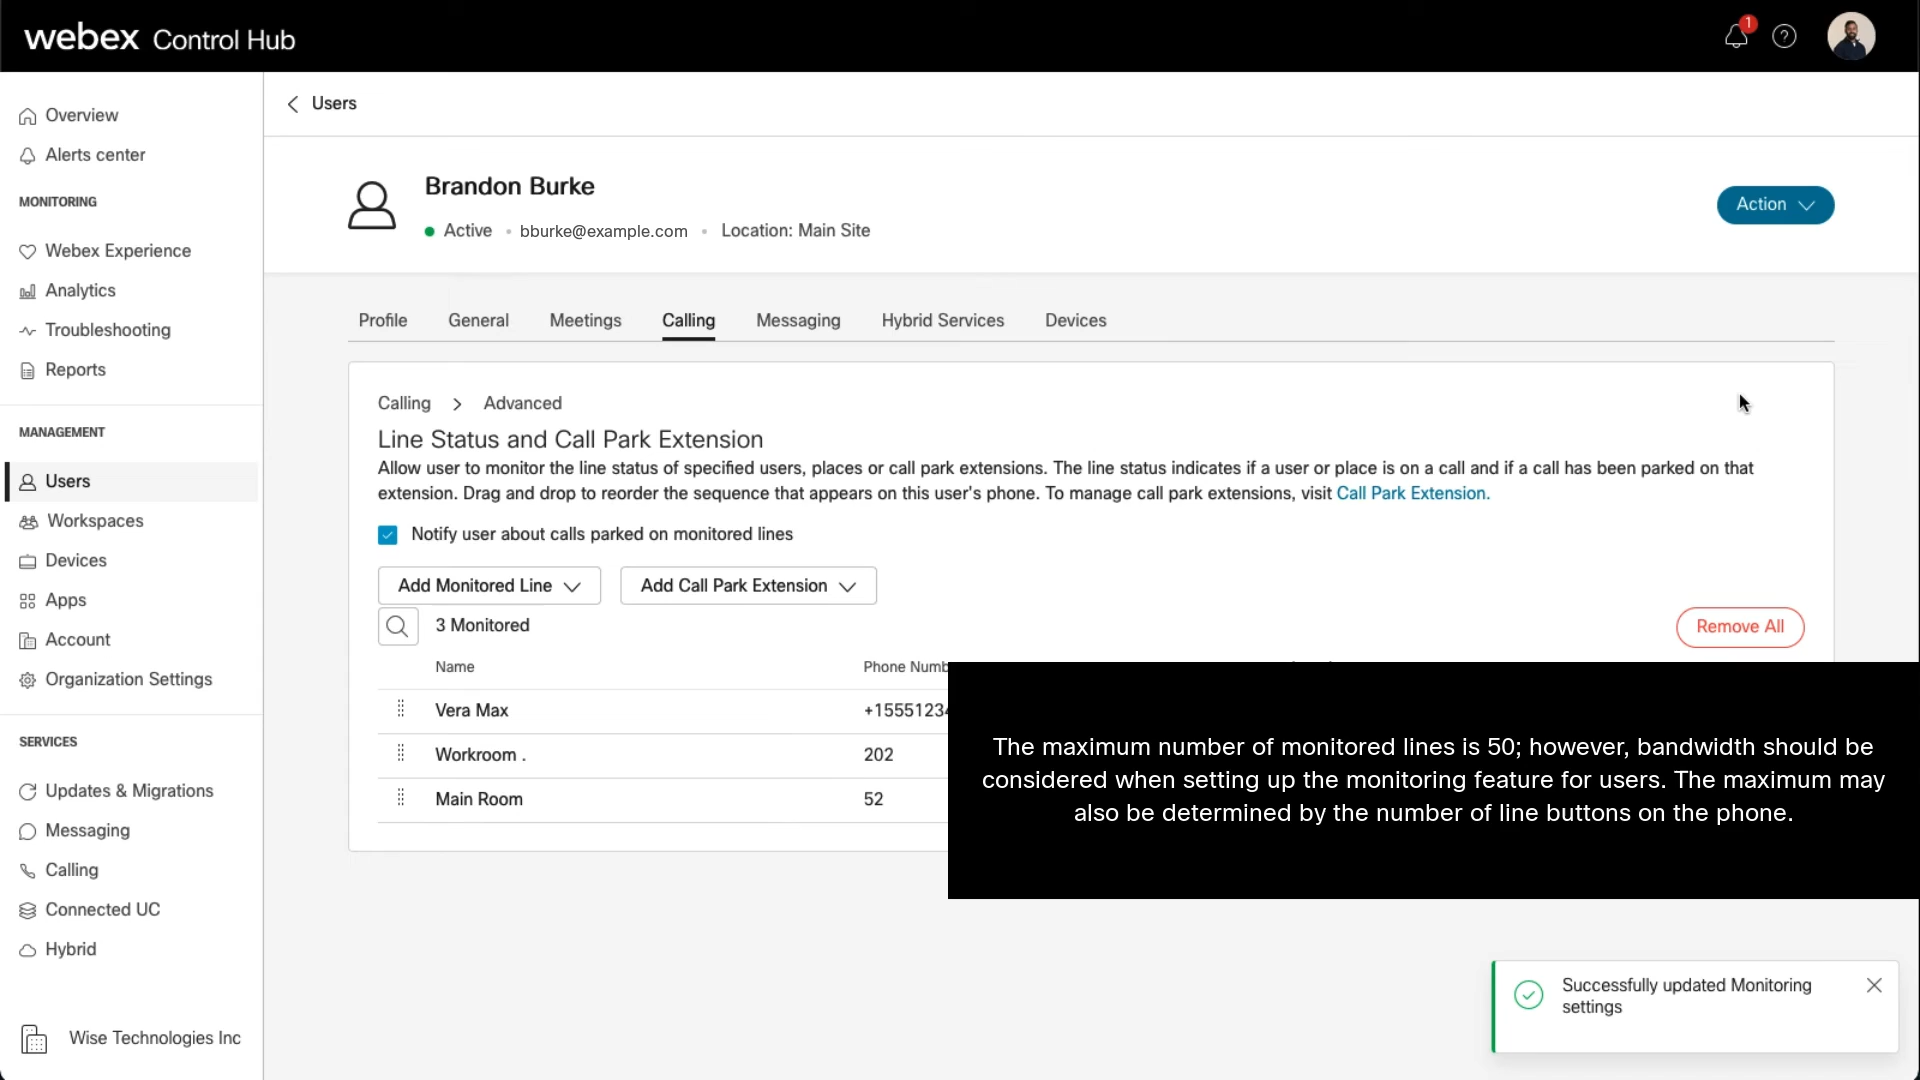 webex Control Hub
1
Overview
Alerts center
MONITORING
Webex Experience
Analytics
Troubleshooting
Reports
MANAGEMENT
Users
Workspaces
Devices
Apps
Account
Organization Settings
SERVICES
Updates & Migrations
Messaging
Calling
Connected UC
Hybrid
Wise Technologies Inc
Users
Brandon Burke
Active • bburke@example.com • Location: Main Site
Action
Profile General Meetings Calling Messaging Hybrid Services Devices
Calling > Advanced
Line Status and Call Park Extension
Allow user to monitor the line status of specified users, places or call park extensions. The line status indicates if a user or place is on a call and if a call has been parked on that
extension. Drag and drop to reorder the sequence that appears on this user's phone. To manage call park extensions, visit Call Park Extension.
Notify user about calls parked on monitored lines
Add Monitored Line Add Call Park Extension
3 Monitored Remove All
Name Phone Numb
Vera Max +1555123
Workroom . 202
Main Room 52
The maximum number of monitored lines is 50; however, bandwidth should be
considered when setting up the monitoring feature for users. The maximum may
also be determined by the number of line buttons on the phone.
Successfully updated Monitoring
settings